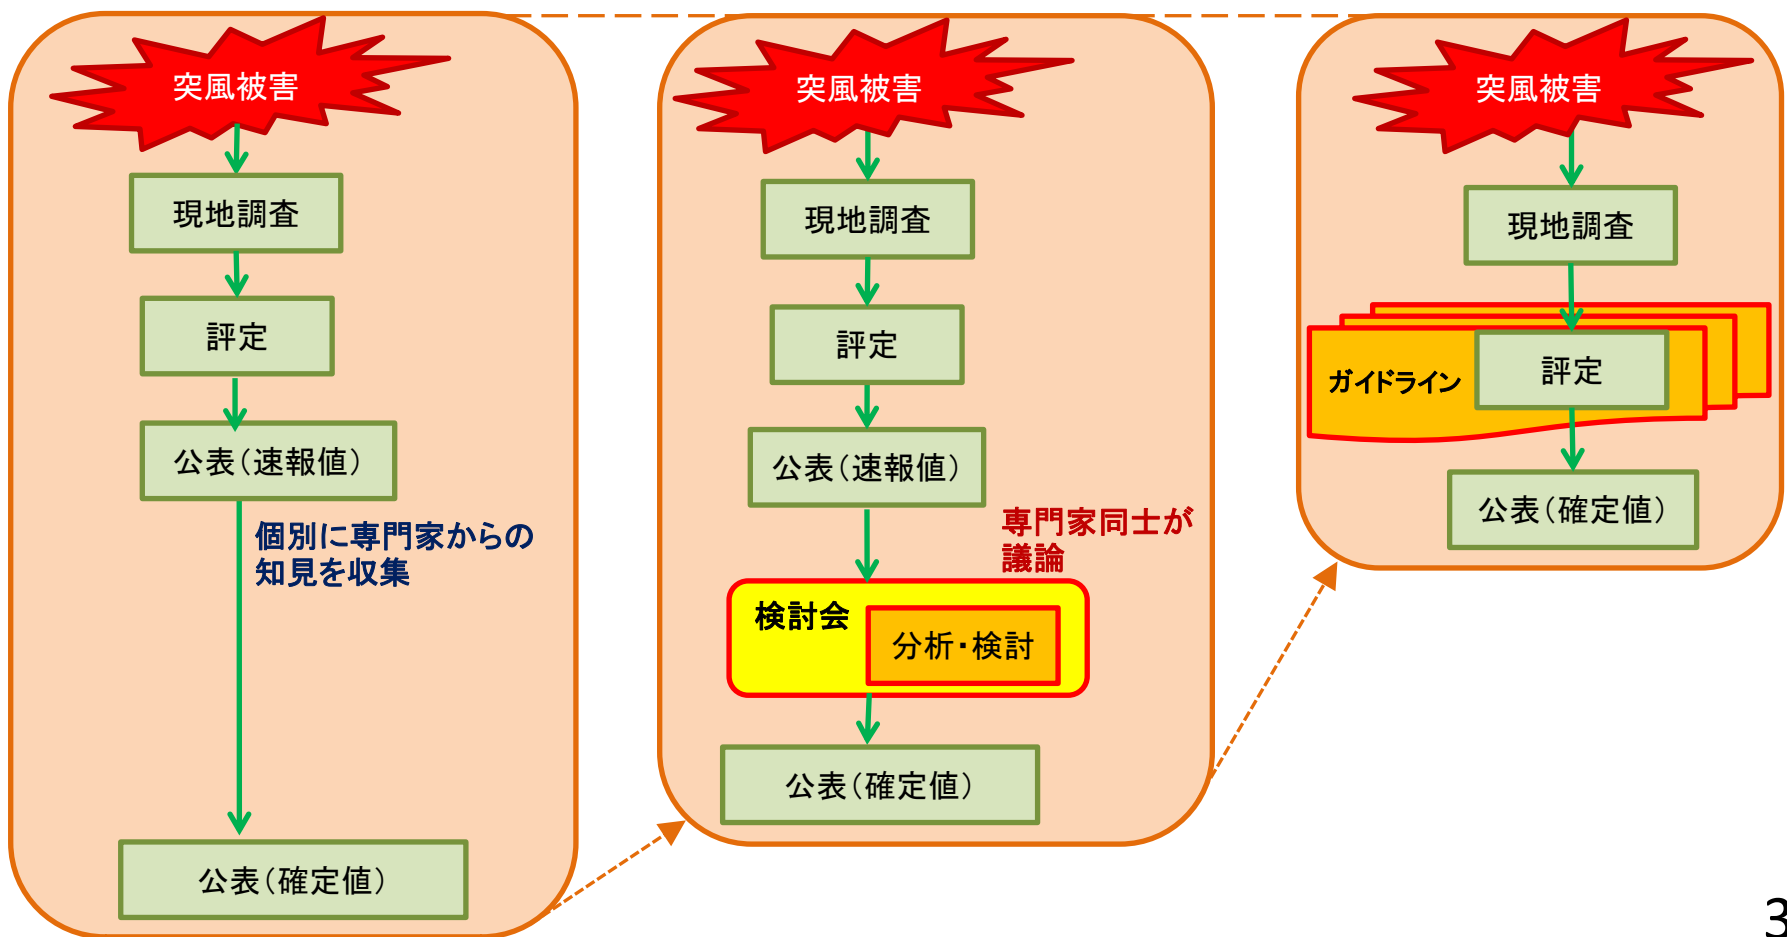 突風被害
現地調査
評定
公表(速報値)
個別に専門家からの
知見を収集
公表(確定値)
突風被害
現地調査
評定
公表(速報値)
専門家同士が
議論
検討会
分析・検討
公表(確定値)
突風被害
現地調査
ガイドライン
評定
公表(確定値)
3